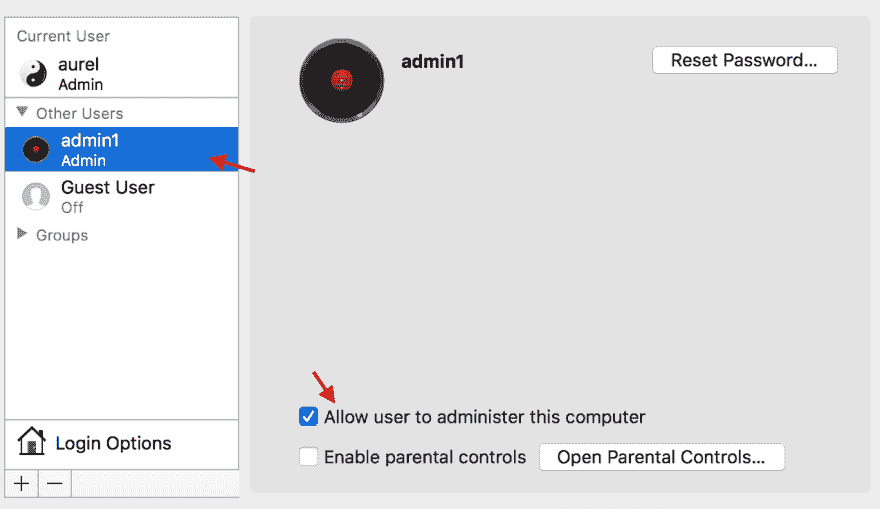 Current User
aurel
Admin
Other Users
admin1
Admin
Guest User
Off
Groups
Login Options
admin1
Reset Password...
Allow user to administer this computer
Enable parental controls
Open Parental Controls...